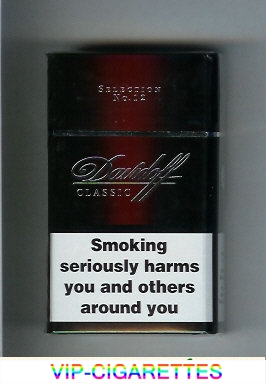 SELECTION
No.12
Davidoff
CLASSIC
Smoking
seriously harms
you and others
around you
VIP-CIGARETTES